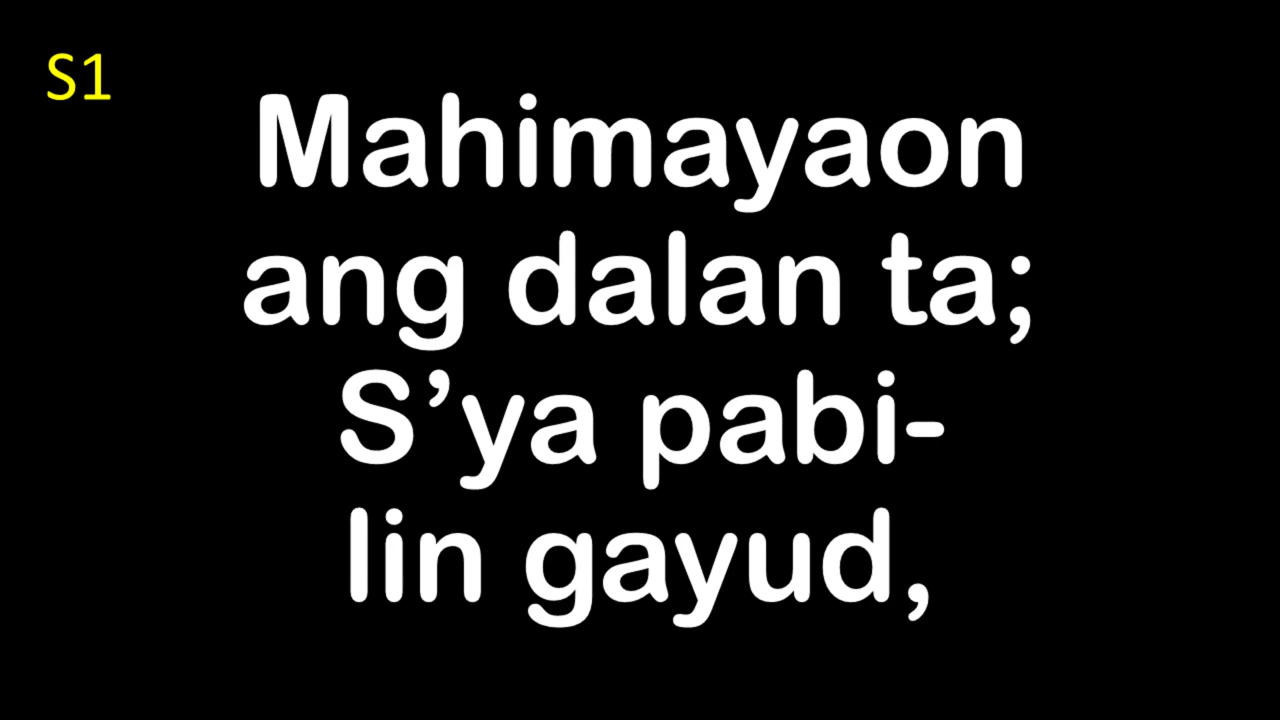 S1
Mahimayaon
ang dalan ta;
S’ya pabi-
lin gayud,